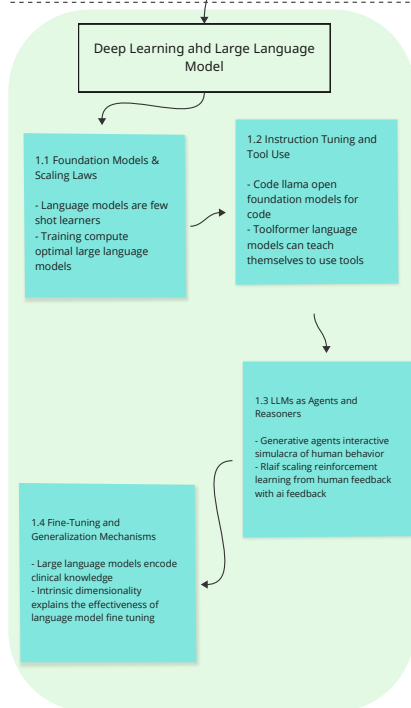 Deep Learning and Large Language
Model
1.1 Foundation Models &
Scaling Laws
- Language models are few
shot learners
- Training compute
optimal large language
models
1.2 Instruction Tuning and
Tool Use
- Code llama open
foundation models for
code
- Toolformer language
models can teach
themselves to use tools
1.3 LLMs as Agents and
Reasoners
- Generative agents interactive
simulacra of human behavior
- Rlaif scaling reinforcement
learning from human feedback
with ai feedback
1.4 Fine-Tuning and
Generalization Mechanisms
- Large language models encode
clinical knowledge
- Intrinsic dimensionality
explains the effectiveness of
language model fine tuning